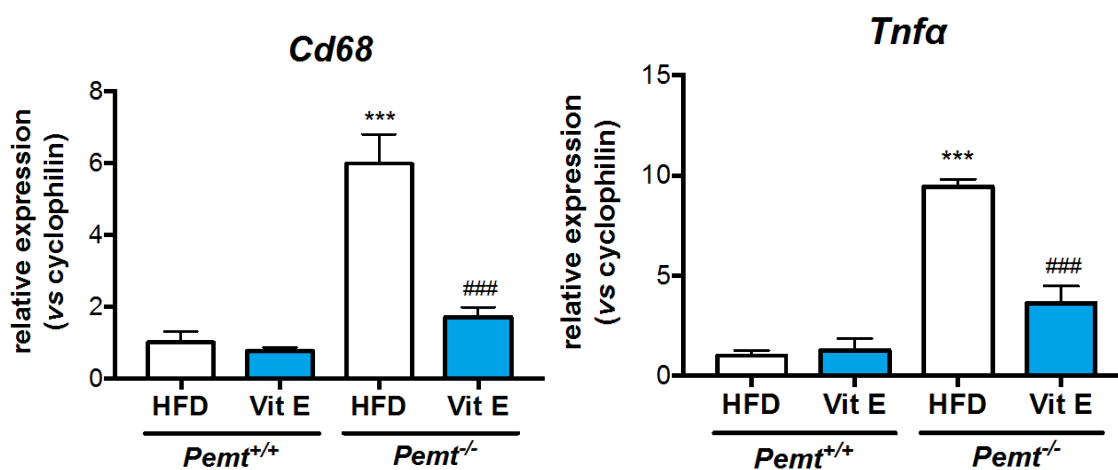 Cd68
relative expression
(vs cyclophilin)
8
6
4
2
0
***
###
HFD Vit E HFD Vit E
Pemt+/+ Pemt-/-
Tnfα
relative expression
(vs cyclophilin)
15
10
5
0
***
###
HFD Vit E HFD Vit E
Pemt+/+ Pemt-/-